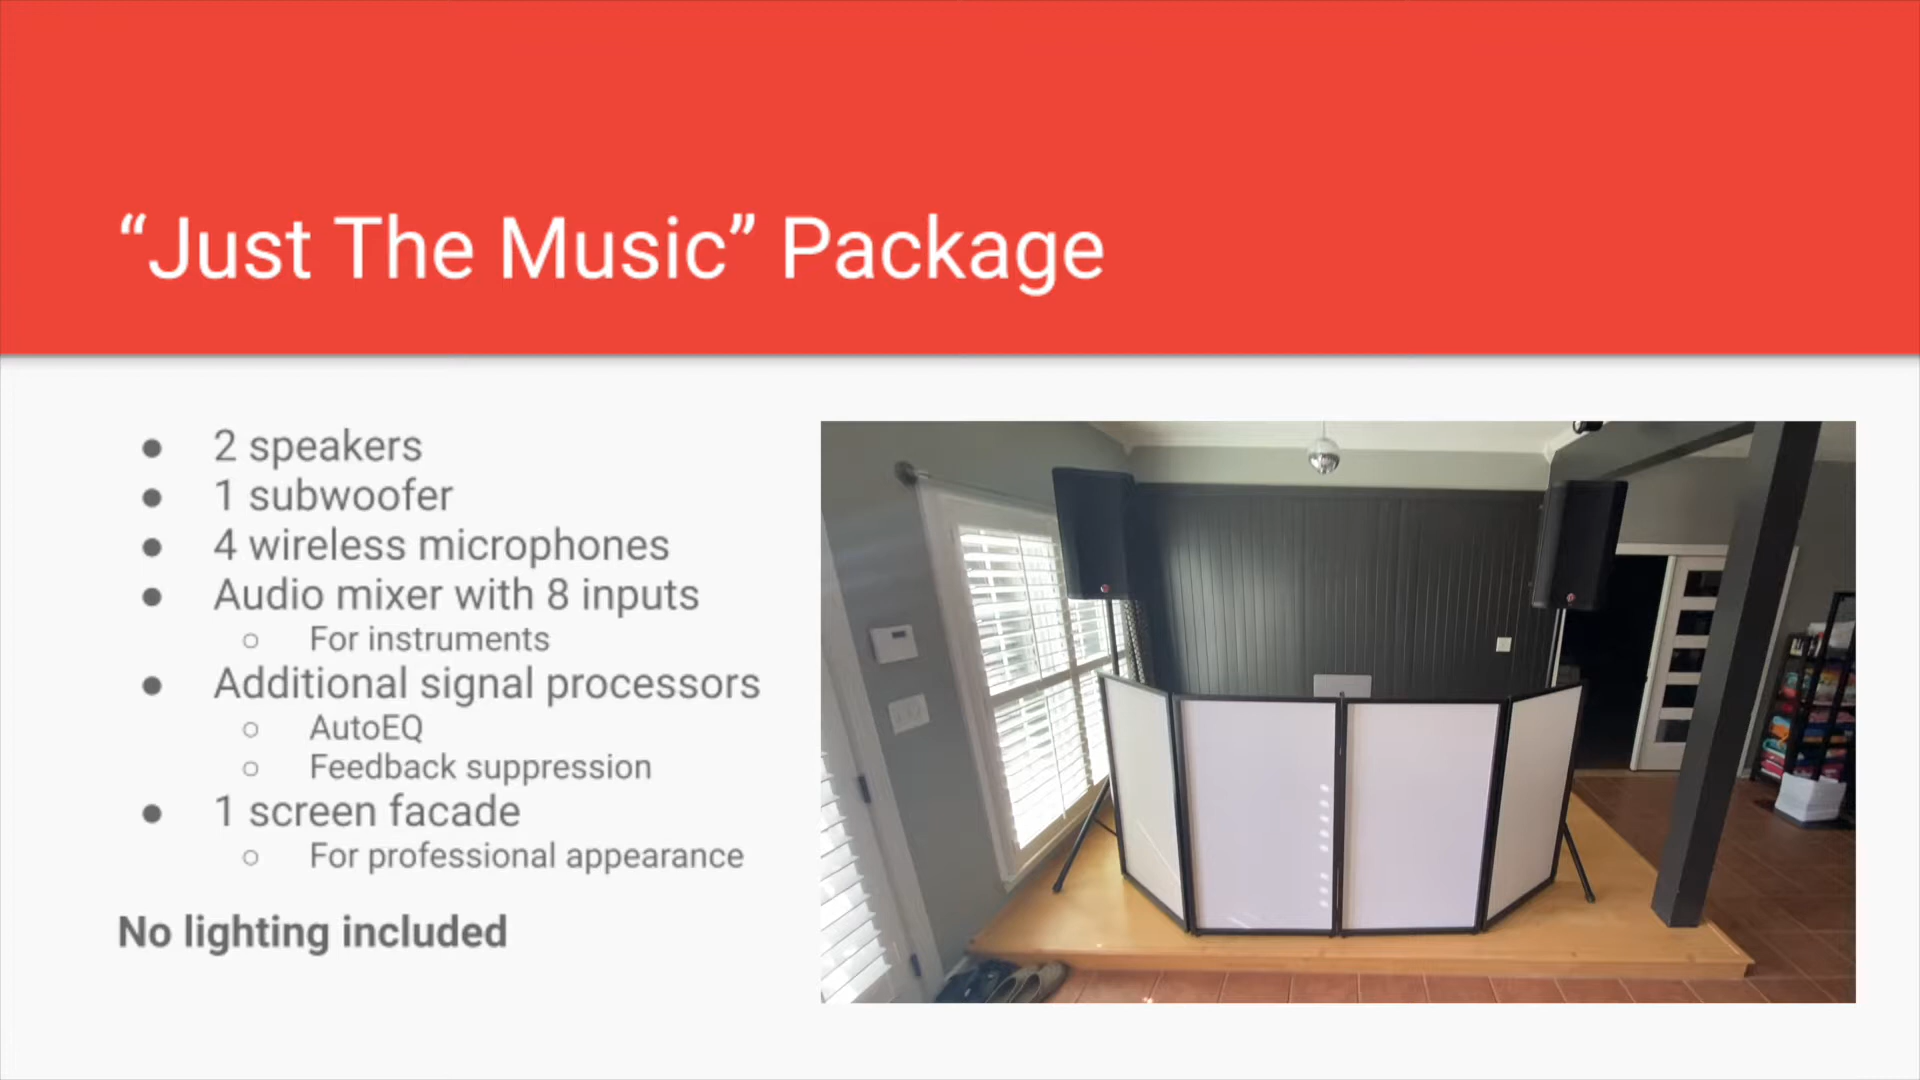 “Just The Music” Package
● 2 speakers
● 1 subwoofer
● 4 wireless microphones
● Audio mixer with 8 inputs
○ For instruments
● Additional signal processors
○ AutoEQ
○ Feedback suppression
● 1 screen facade
○ For professional appearance
No lighting included